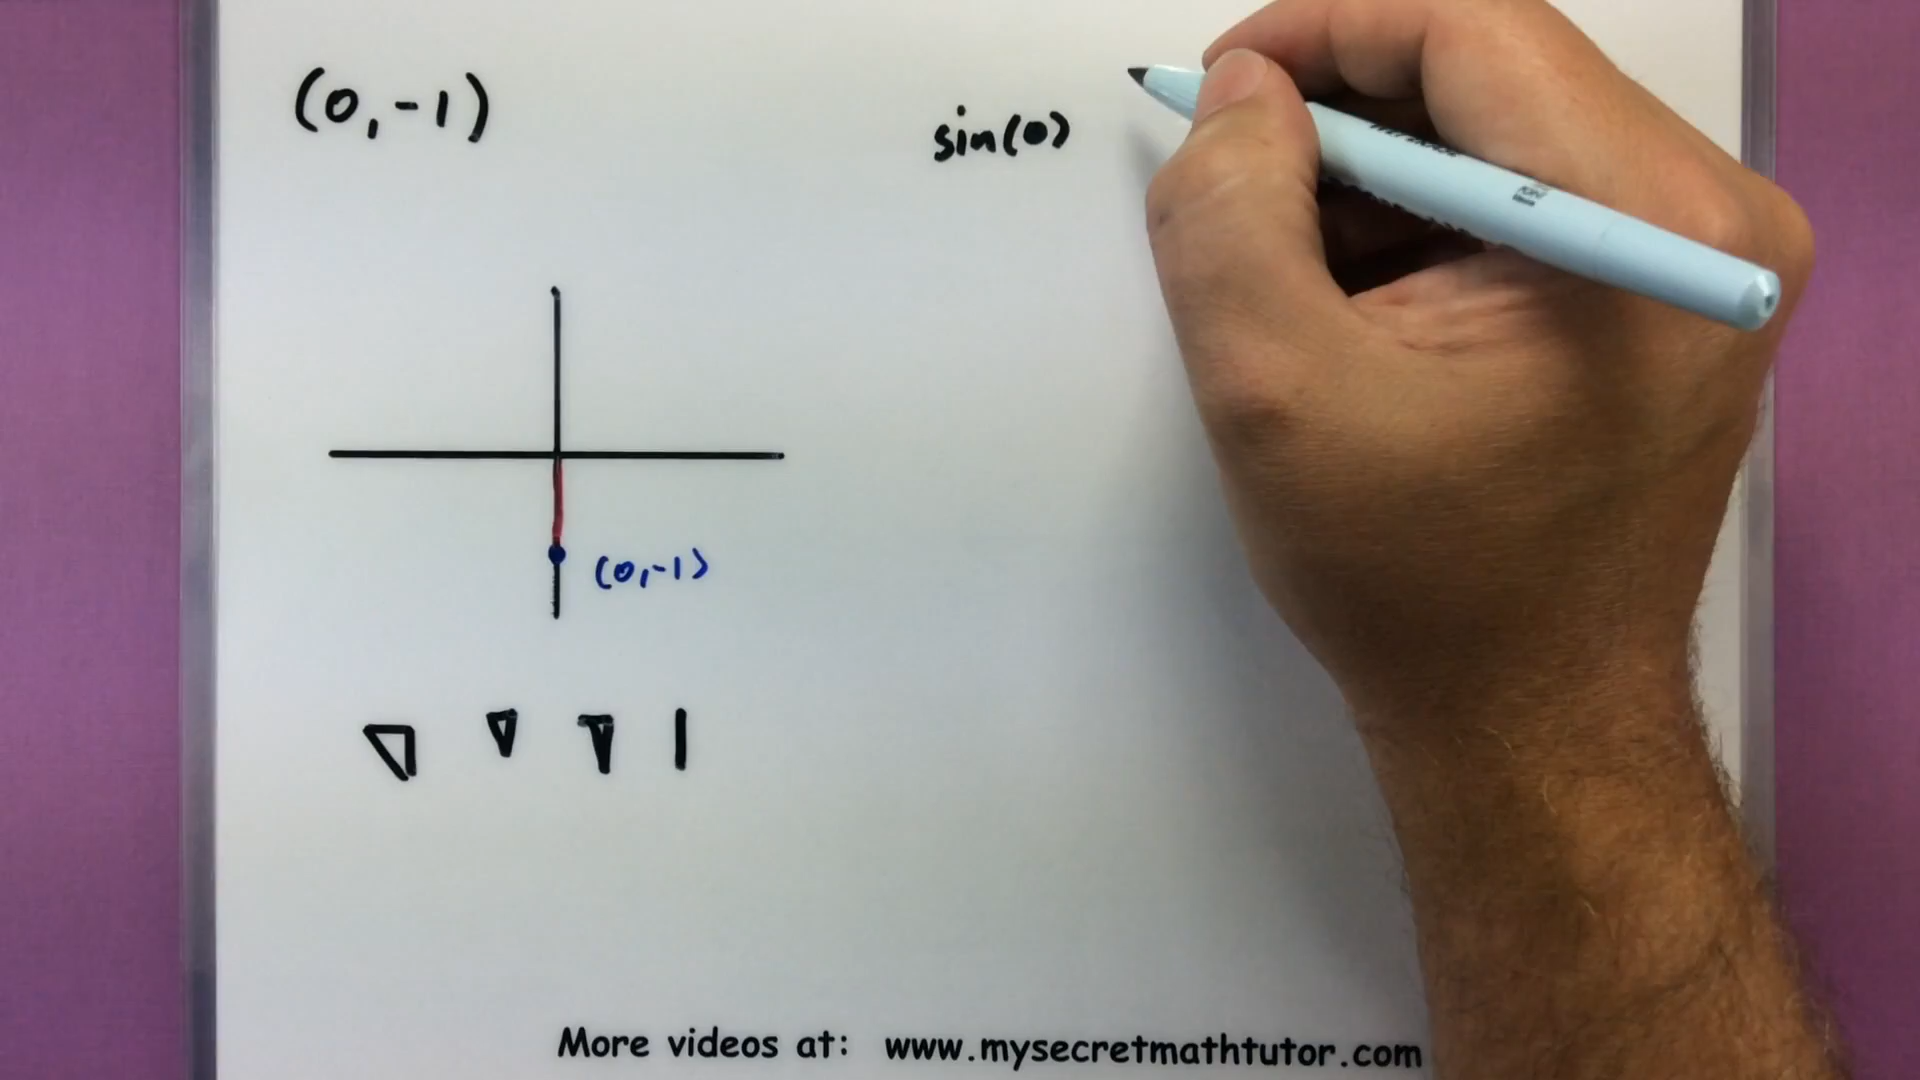 (0,-1)
sin(θ)
(0,-1)
More videos at: www.mysecretmathtutor.com